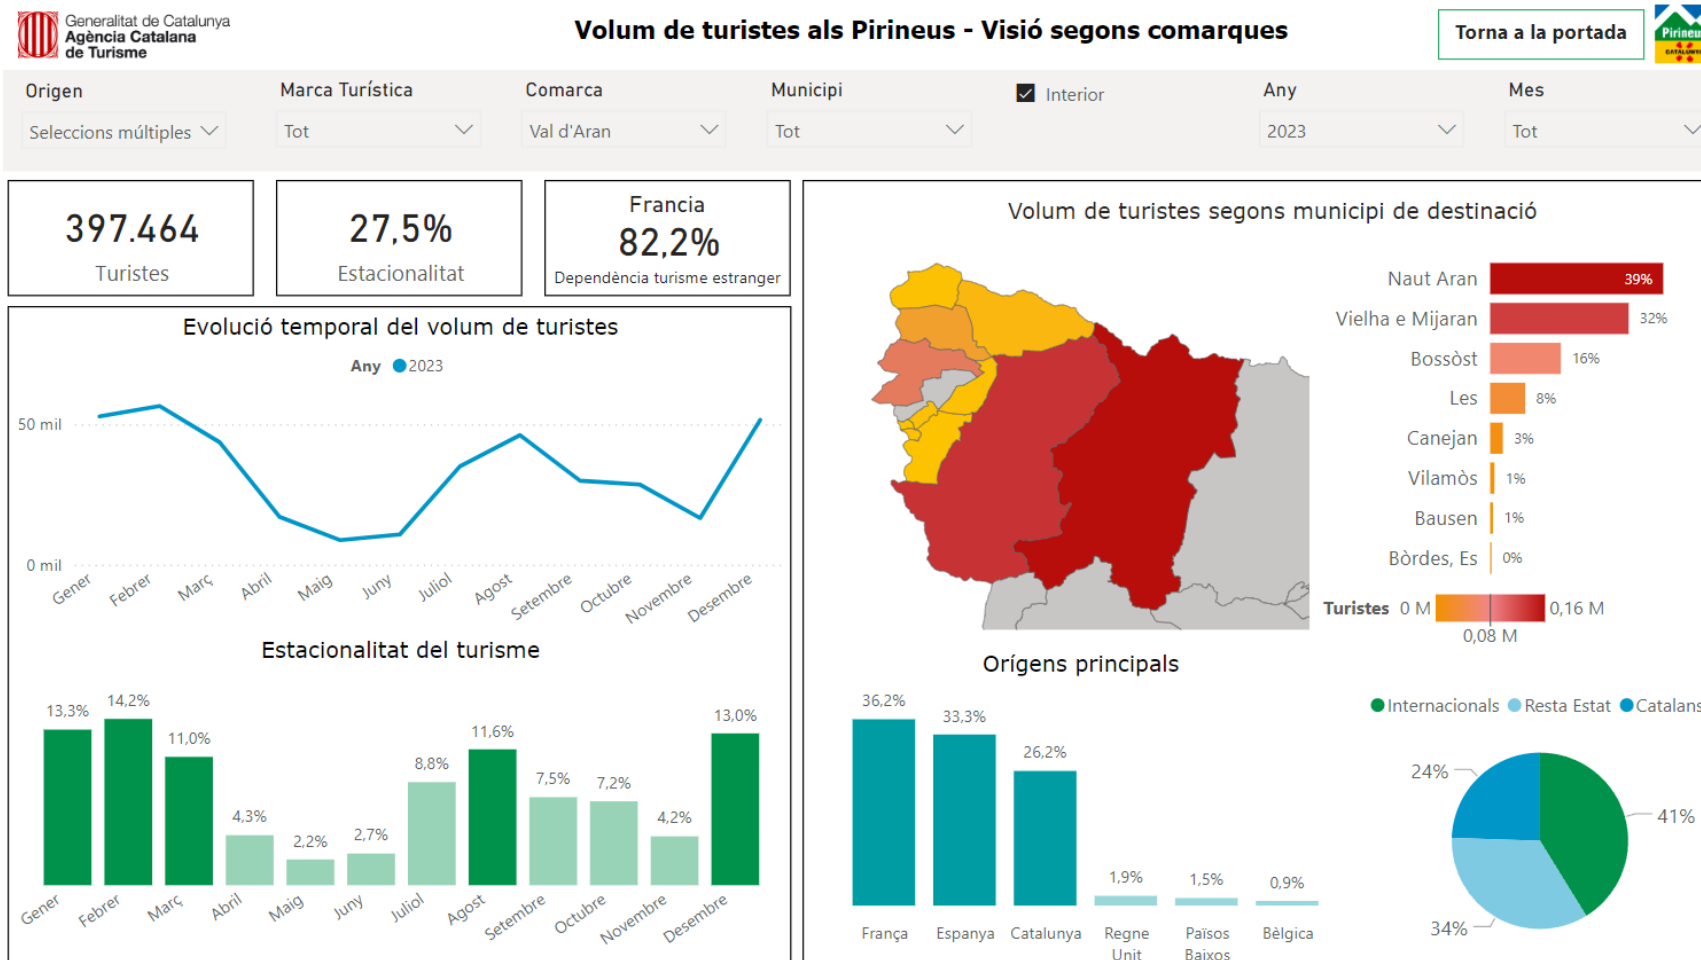 Generalitat de Catalunya
Agència Catalana
de Turisme
Volum de turistes als Pirineus - Visió segons comarques
Torna a la portada
Origen
Marca Turística
Comarca
Municipi
Interior
Any
Mes
Seleccions múltiples
Tot
Val d'Aran
Tot
2023
Tot
397.464
Turistes
27,5%
Estacionalitat
Francia
82,2%
Dependència turisme estranger
Evolució temporal del volum de turistes
Any 2023
50 mil
0 mil
Gener
Febrer
Març
Abril
Maig
Juny
Juliol
Agost
Setembre
Octubre
Novembre
Desembre
Estacionalitat del turisme
13,3%
14,2%
11,0%
4,3%
2,2%
2,7%
8,8%
11,6%
7,5%
7,2%
4,2%
13,0%
Gener
Febrer
Març
Abril
Maig
Juny
Juliol
Agost
Setembre
Octubre
Novembre
Desembre
Volum de turistes segons municipi de destinació
Naut Aran 39%
Vielha e Mijaran 32%
Bossòst 16%
Les 8%
Canejan 3%
Vilamòs 1%
Bausen 1%
Bòrdes, Es 0%
Turistes 0 M 0,16 M
0,08 M
Orígens principals
36,2%
33,3%
26,2%
1,9%
1,5%
0,9%
França
Espanya
Catalunya
Regne
Unit
Països
Baixos
Bèlgica
Internacionals Resta Estat Catalans
24%
41%
34%